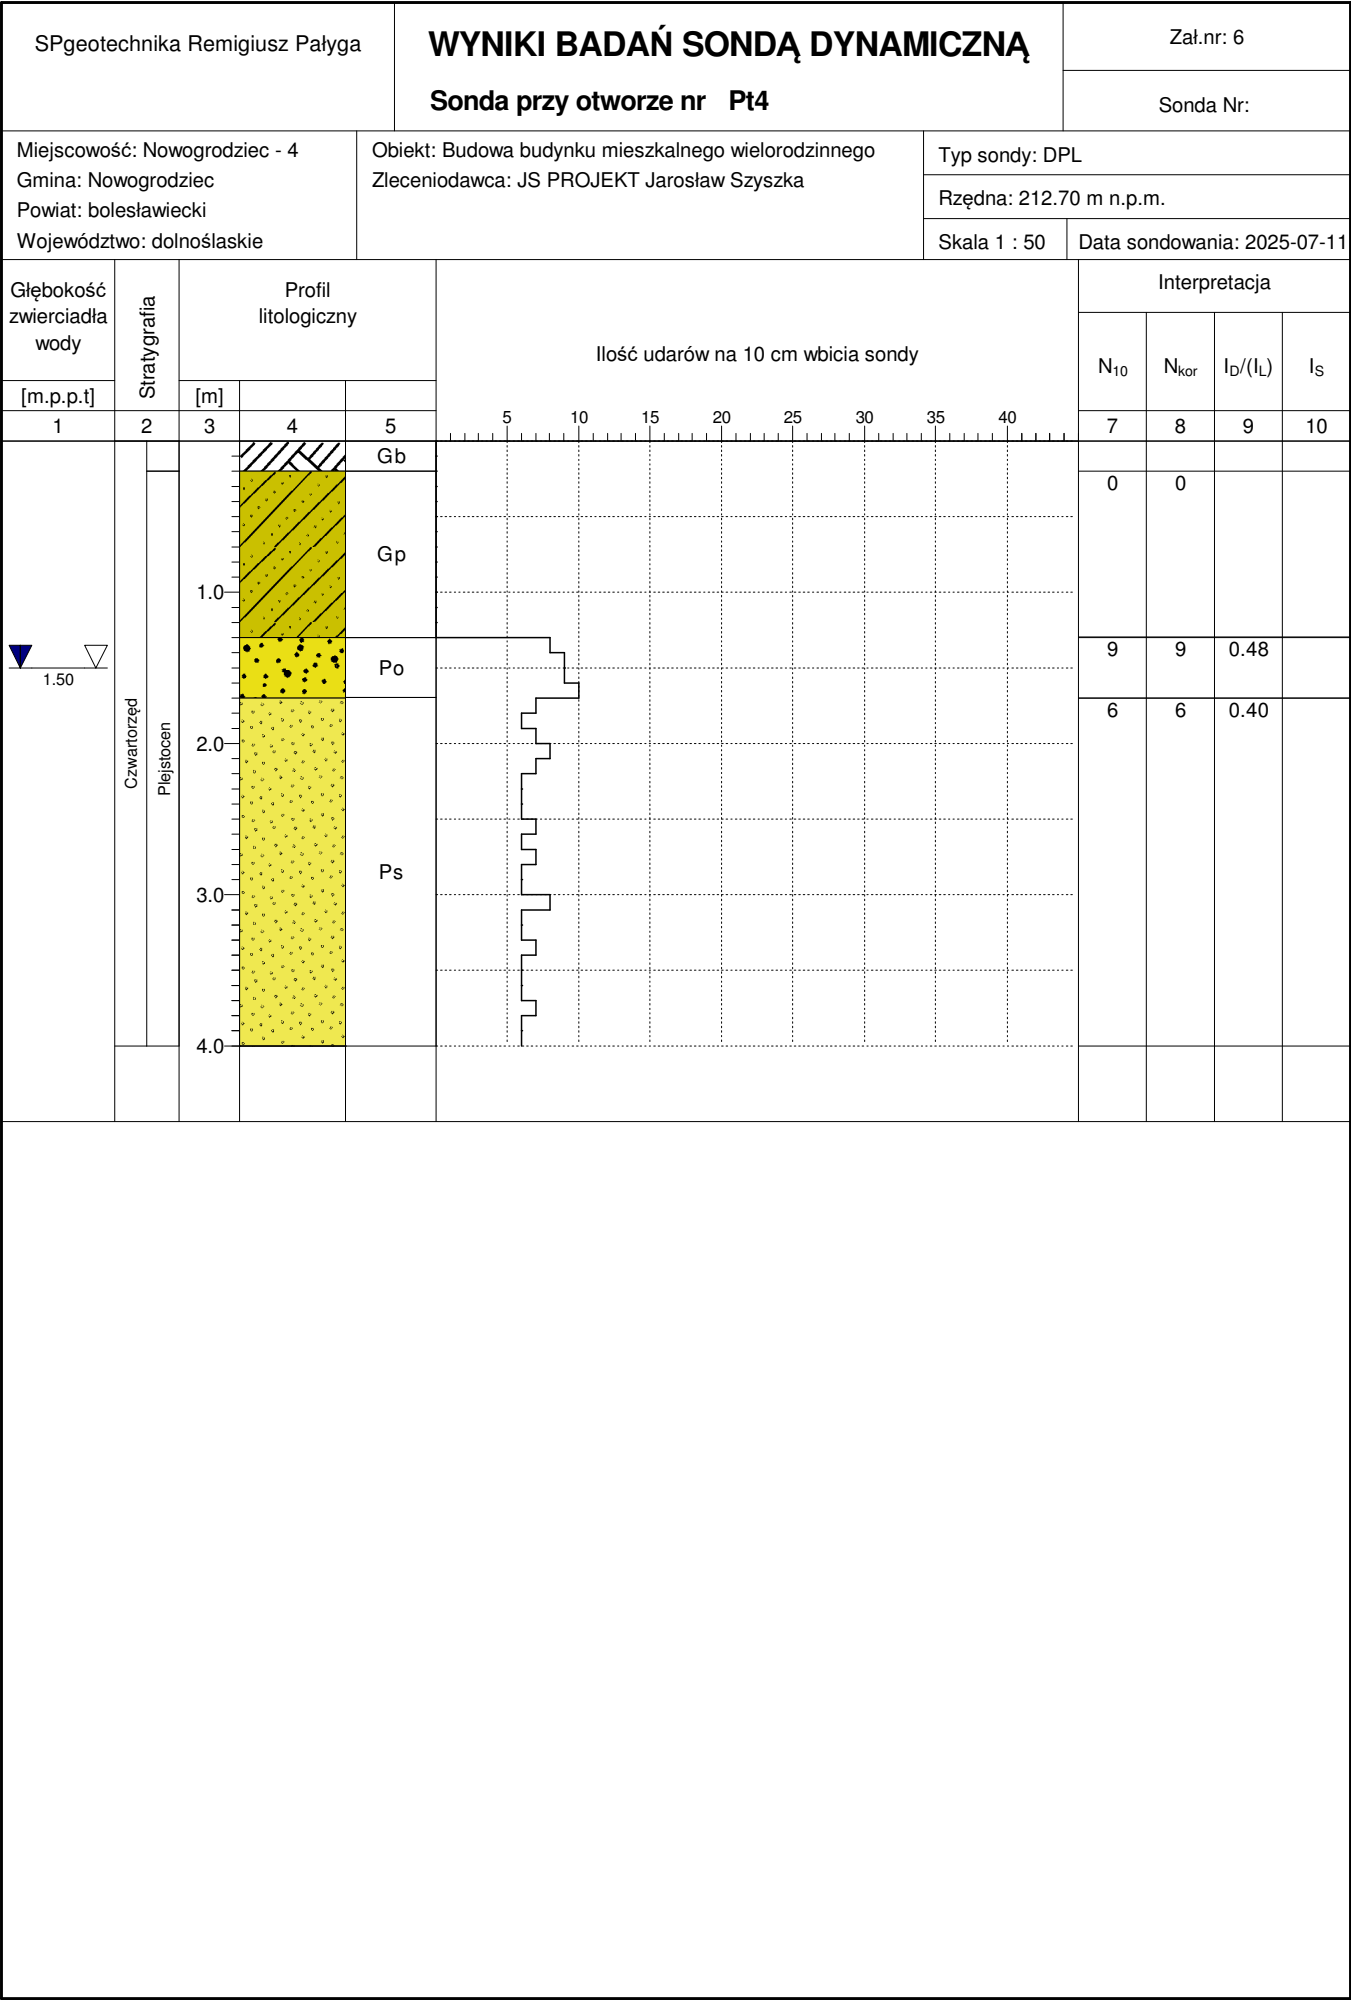 SPgeotechnika Remigiusz Pałyga
WYNIKI BADAŃ SONDĄ DYNAMICZNĄ
Sonda przy otworze nr Pt4
Zał.nr: 6
Sonda Nr:
Miejscowość: Nowogrodziec - 4
Gmina: Nowogrodziec
Powiat: bolesławiecki
Województwo: dolnoślaskie
Obiekt: Budowa budynku mieszkalnego wielorodzinnego
Zleceniodawca: JS PROJEKT Jarosław Szyszka
Typ sondy: DPL
Rzędna: 212.70 m n.p.m.
Skala 1 : 50
Data sondowania: 2025-07-11
Głębokość
zwierciadła
wody
[m.p.p.t]
Stratygrafia
Profil
litologiczny
[m]
Ilość udarów na 10 cm wbicia sondy
Interpretacja
N10 Nkor ID/(IL) IS
5 10 15 20 25 30 35 40
1 2 3 4 5 7 8 9 10
Gb
0 0
Gp
1.0
9 9 0.48
Po
1.50
6 6 0.40
Czwartorzęd
Plejstocen
2.0
Ps
3.0
4.0